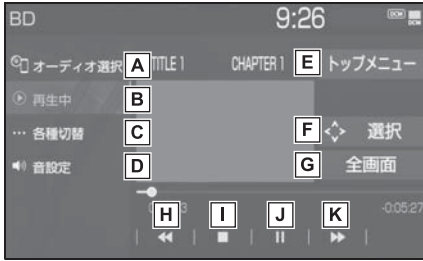 BD 9:26 DCM
オーディオ選択 A TITLE 1 CHAPTER 1 E トップメニュー
再生中 B
… 各種切替 C F 選択
音設定 D G 全画面
-0:05:27
H I J K